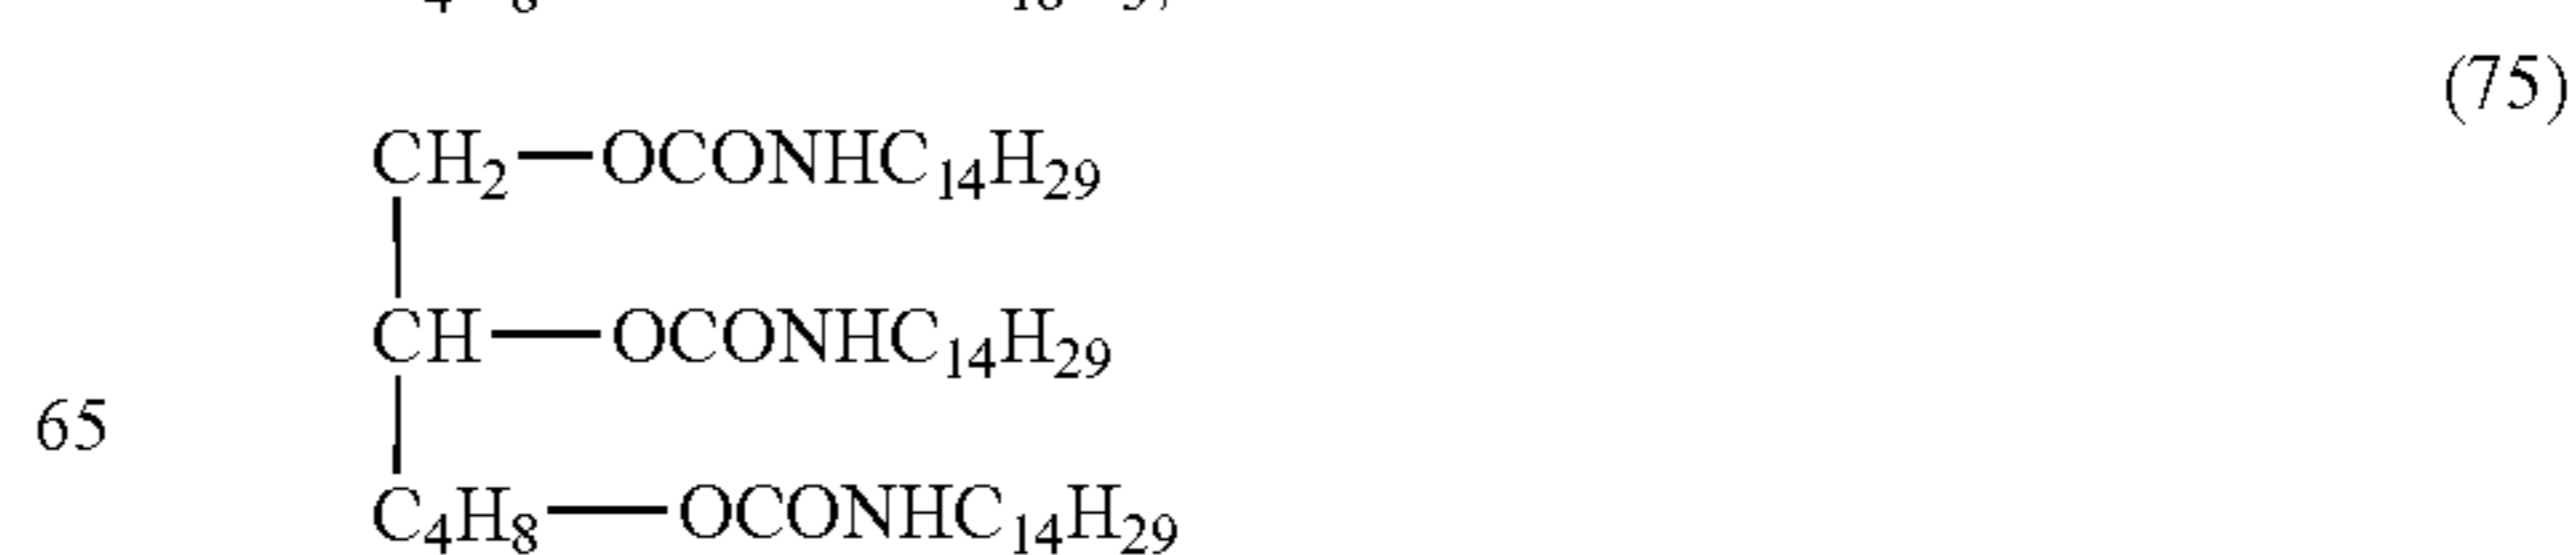 (75)
CH₂—OCONHC₁₄H₂₉
CH—OCONHC₁₄H₂₉
65
C₄H₈—OCONHC₁₄H₂₉